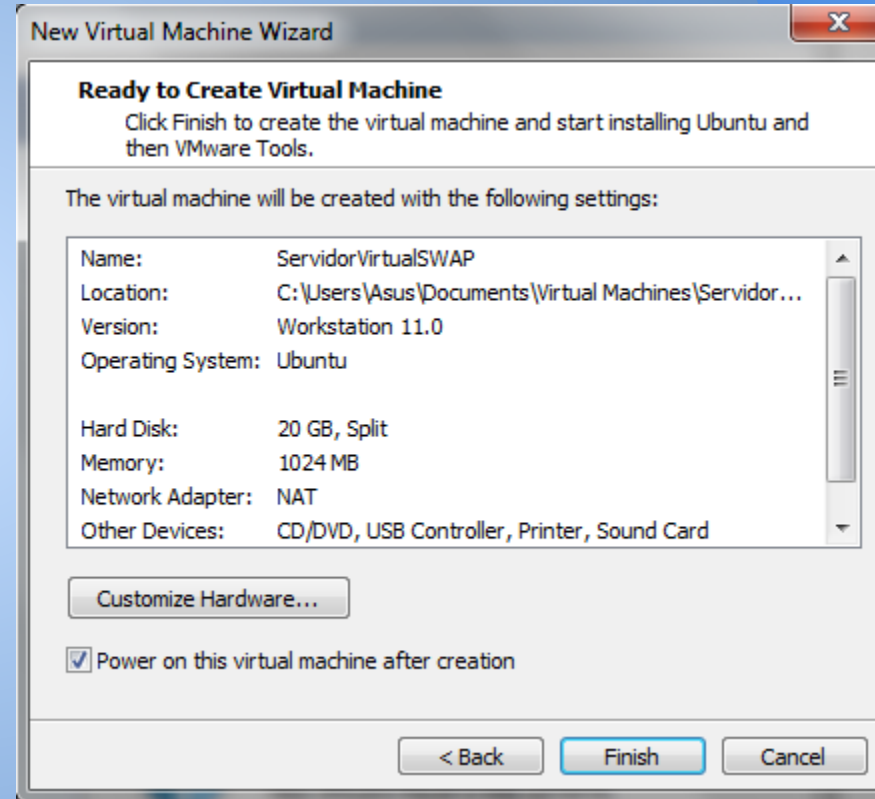 New Virtual Machine Wizard
Ready to Create Virtual Machine
Click Finish to create the virtual machine and start installing Ubuntu and
then VMware Tools.
The virtual machine will be created with the following settings:
Name: ServidorVirtualSWAP
Location: C:\Users\Asus\Documents\Virtual Machines\Servidor...
Version: Workstation 11.0
Operating System: Ubuntu
Hard Disk: 20 GB, Split
Memory: 1024 MB
Network Adapter: NAT
Other Devices: CD/DVD, USB Controller, Printer, Sound Card
Customize Hardware...
Power on this virtual machine after creation
< Back Finish Cancel